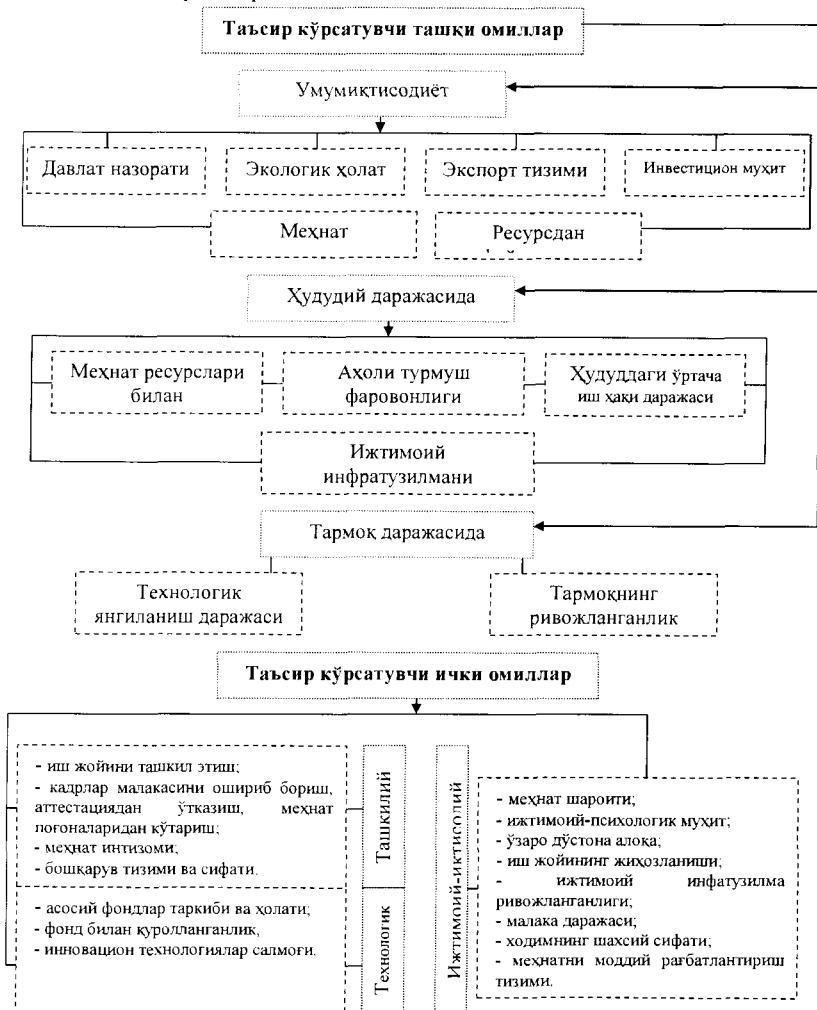 Таъсир кўрсатувчи ташқи омиллар
Умумиқтисодиёт
Давлат назорати
Экологик ҳолат
Экспорт тизими
Инвестицион муҳит
Меҳнат
Ресурсдан
Ҳудудий даражасида
Меҳнат ресурслари
билан
Аҳоли турмуш
фаровонлиги
Ҳудуддаги ўртача
иш ҳақи даражаси
Ижтимоий
инфратузилмани
Тармоқ даражасида
Технологик
янгиланиш даражаси
Тармоқнинг
ривожланганлик
Таъсир кўрсатувчи ички омиллар
- иш жойини ташкил этиш;
- кадрлар малакасини ошириб бориш,
аттестациядан ўтказиш, меҳнат
поғоналаридан кўтариш;
- меҳнат интизоми;
- бошқарув тизими ва сифати.
Ташкилий
- асосий фондлар таркиби ва ҳолати;
- фонд билан қуролланганлик,
- инновацион технологиялар салмоғи.
Технологик
Ижтимоий-иқтисодий
- меҳнат шароити;
- ижтимоий-психологик муҳит;
- ўзаро дўстона алоқа;
- иш жойининг жиҳозланиши;
- ижтимоий инфатузилма
ривожланганлиги;
- малака даражаси;
- ходимнинг шахсий сифати;
- меҳнатни моддий рағбатлантириш
тизими.